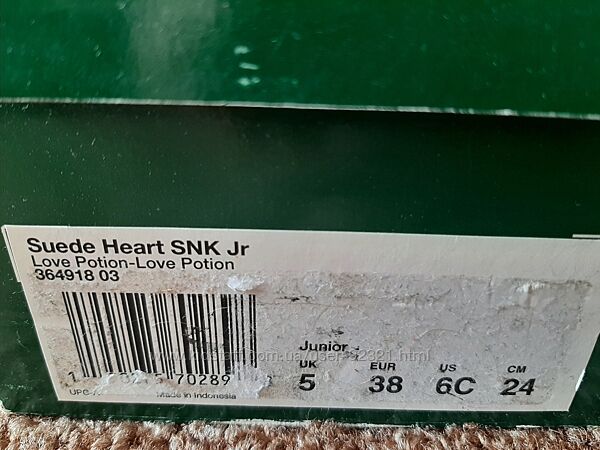 Suede Heart SNK Jr
Love Potion-Love Potion
364918 03
Junior
UK EUR US CM
5 38 6C 24
70289
Made in Indonesia